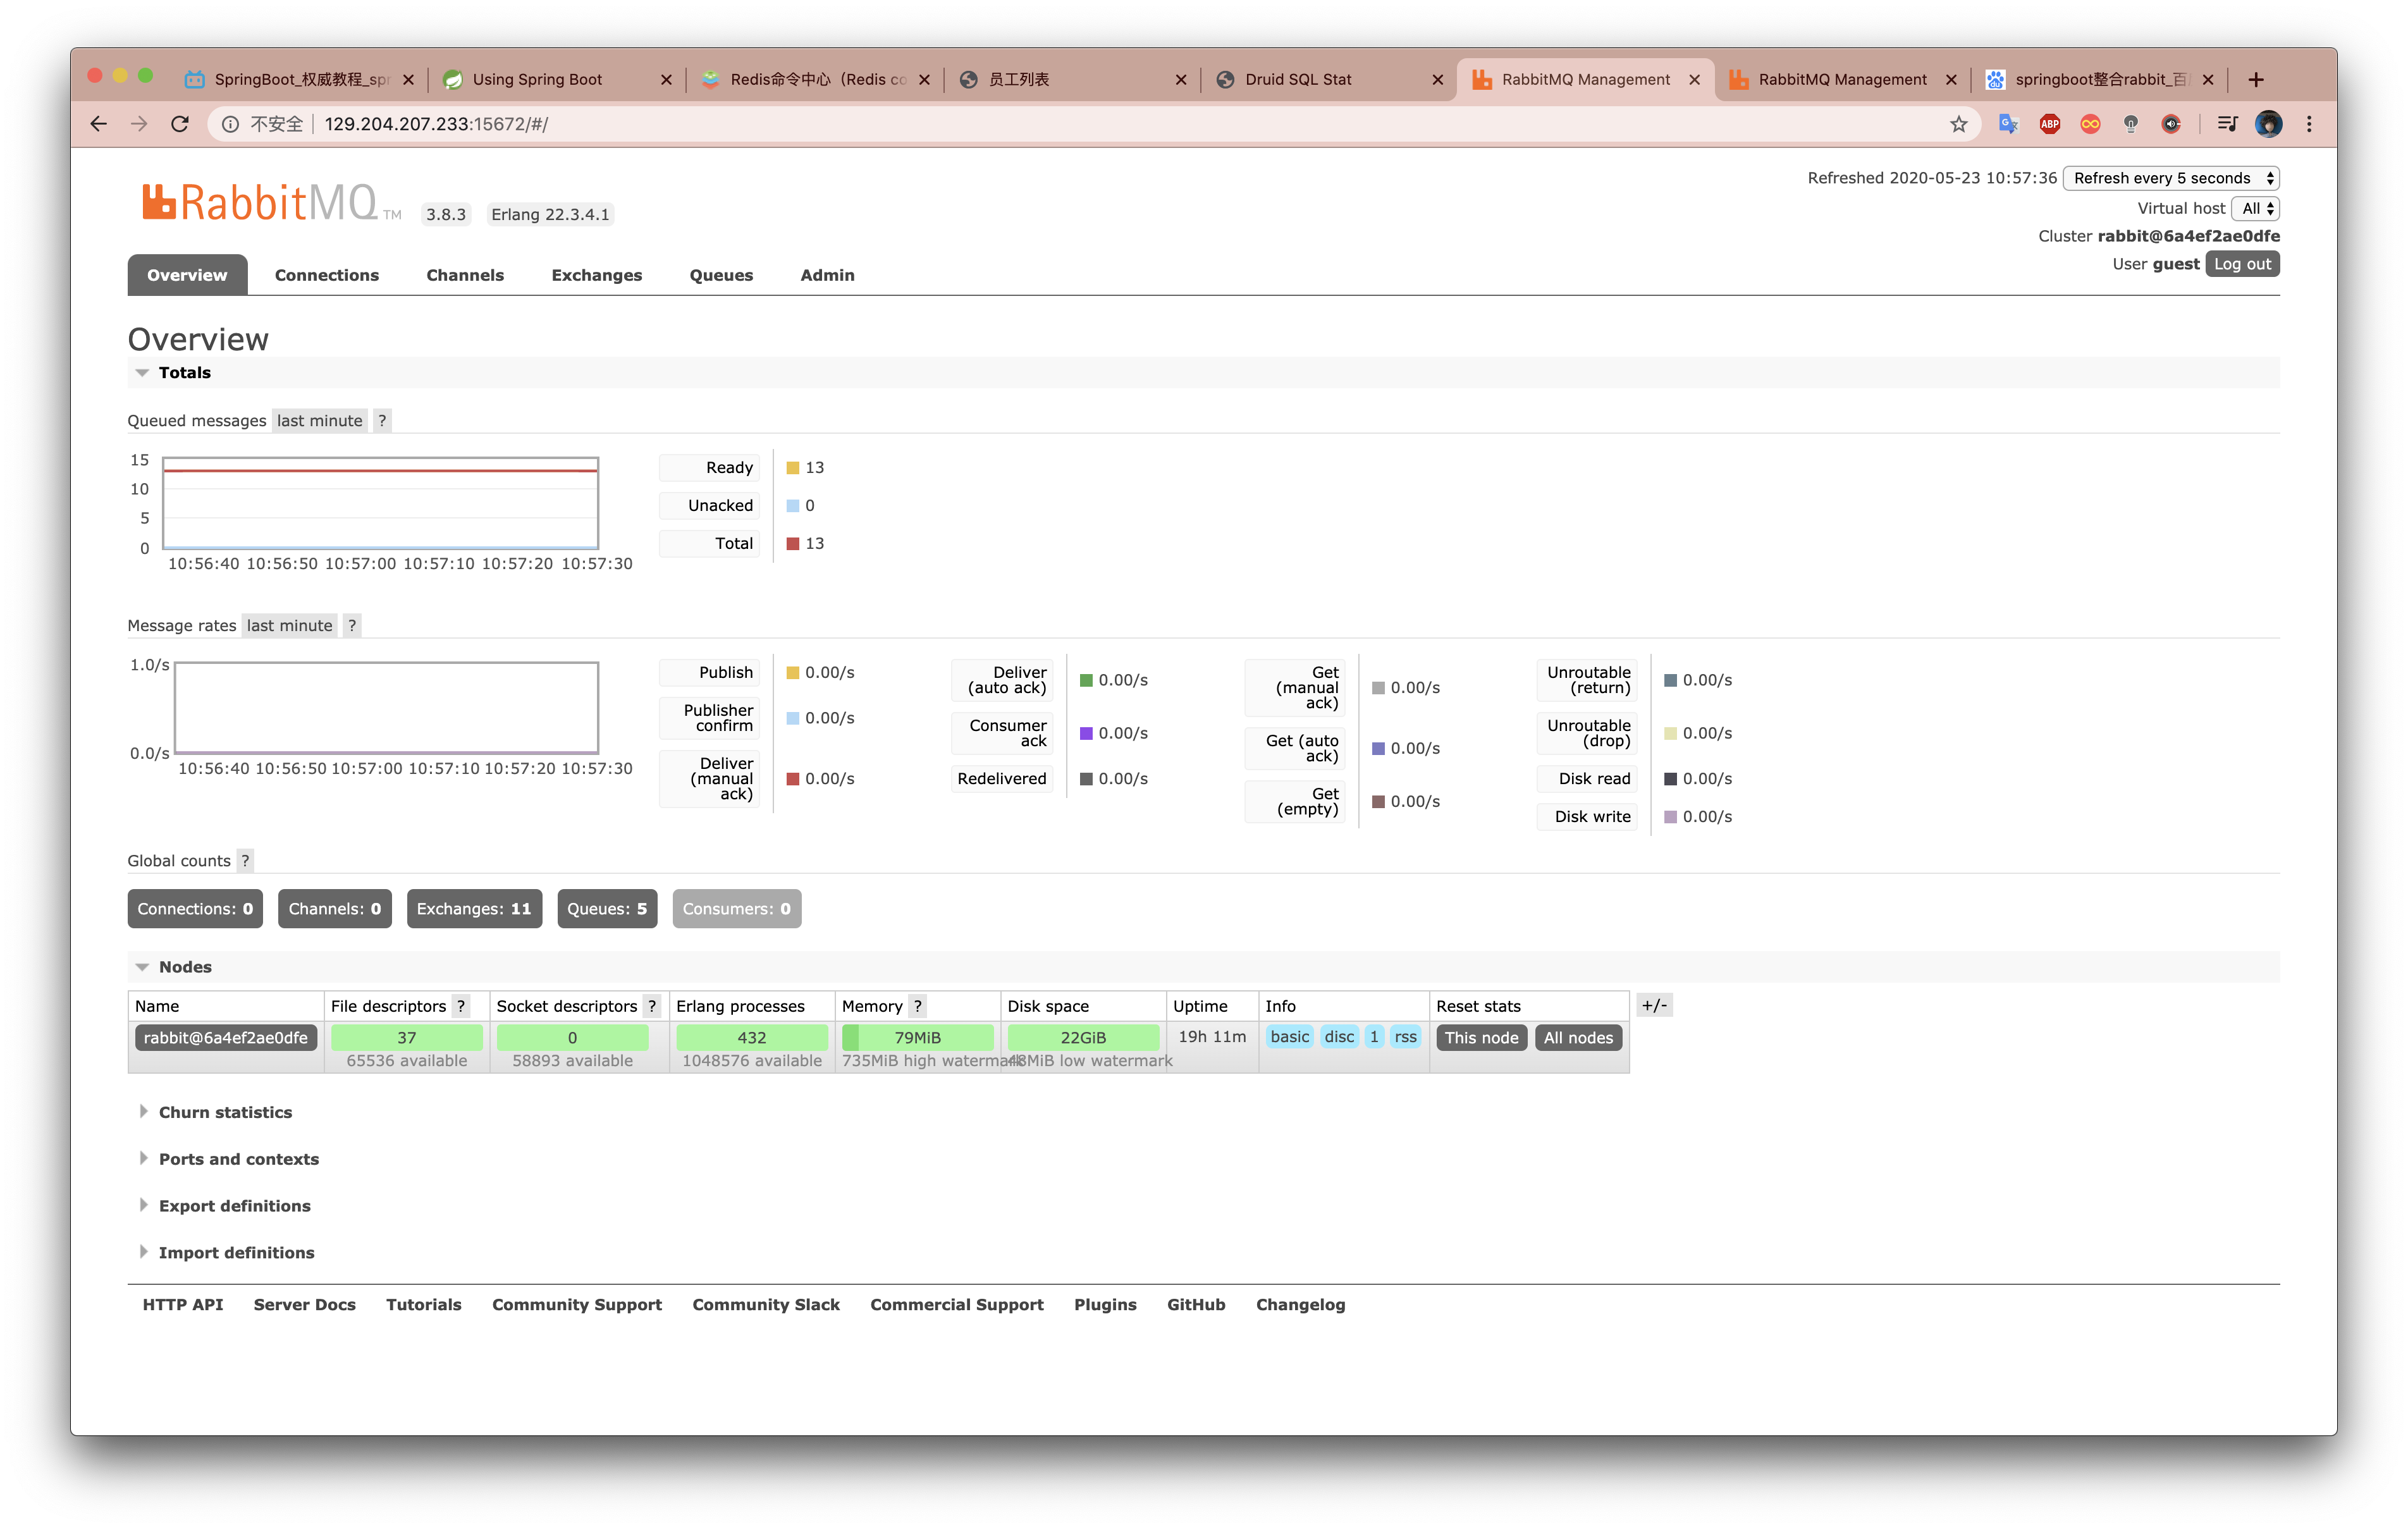 SpringBoot_权威教程_spr
Using Spring Boot
Redis命令中心（Redis co
员工列表
Druid SQL Stat
RabbitMQ Management
RabbitMQ Management
springboot整合rabbit_百
不安全 129.204.207.233:15672/#/
ABP
RabbitMQ TM 3.8.3 Erlang 22.3.4.1
Refreshed 2020-05-23 10:57:36 Refresh every 5 seconds
Virtual host All
Cluster rabbit@6a4ef2ae0dfe
User guest Log out
Overview Connections Channels Exchanges Queues Admin
Overview
Totals
Queued messages last minute ?
15
10
5
0
10:56:40 10:56:50 10:57:00 10:57:10 10:57:20 10:57:30
Ready 13
Unacked 0
Total 13
Message rates last minute ?
1.0/s
0.0/s
10:56:40 10:56:50 10:57:00 10:57:10 10:57:20 10:57:30
Publish 0.00/s
Publisher confirm 0.00/s
Deliver (manual ack) 0.00/s
Deliver (auto ack) 0.00/s
Consumer ack 0.00/s
Redelivered 0.00/s
Get (manual ack) 0.00/s
Get (auto ack) 0.00/s
Get (empty) 0.00/s
Unroutable (return) 0.00/s
Unroutable (drop) 0.00/s
Disk read 0.00/s
Disk write 0.00/s
Global counts ?
Connections: 0 Channels: 0 Exchanges: 11 Queues: 5 Consumers: 0
Nodes
Name File descriptors ? Socket descriptors ? Erlang processes Memory ? Disk space Uptime Info Reset stats +/-
rabbit@6a4ef2ae0dfe 37 0 432 79MiB 22GiB 19h 11m basic disc 1 rss This node All nodes
65536 available 58893 available 1048576 available 735MiB high watermark 48MiB low watermark
Churn statistics
Ports and contexts
Export definitions
Import definitions
HTTP API Server Docs Tutorials Community Support Community Slack Commercial Support Plugins GitHub Changelog